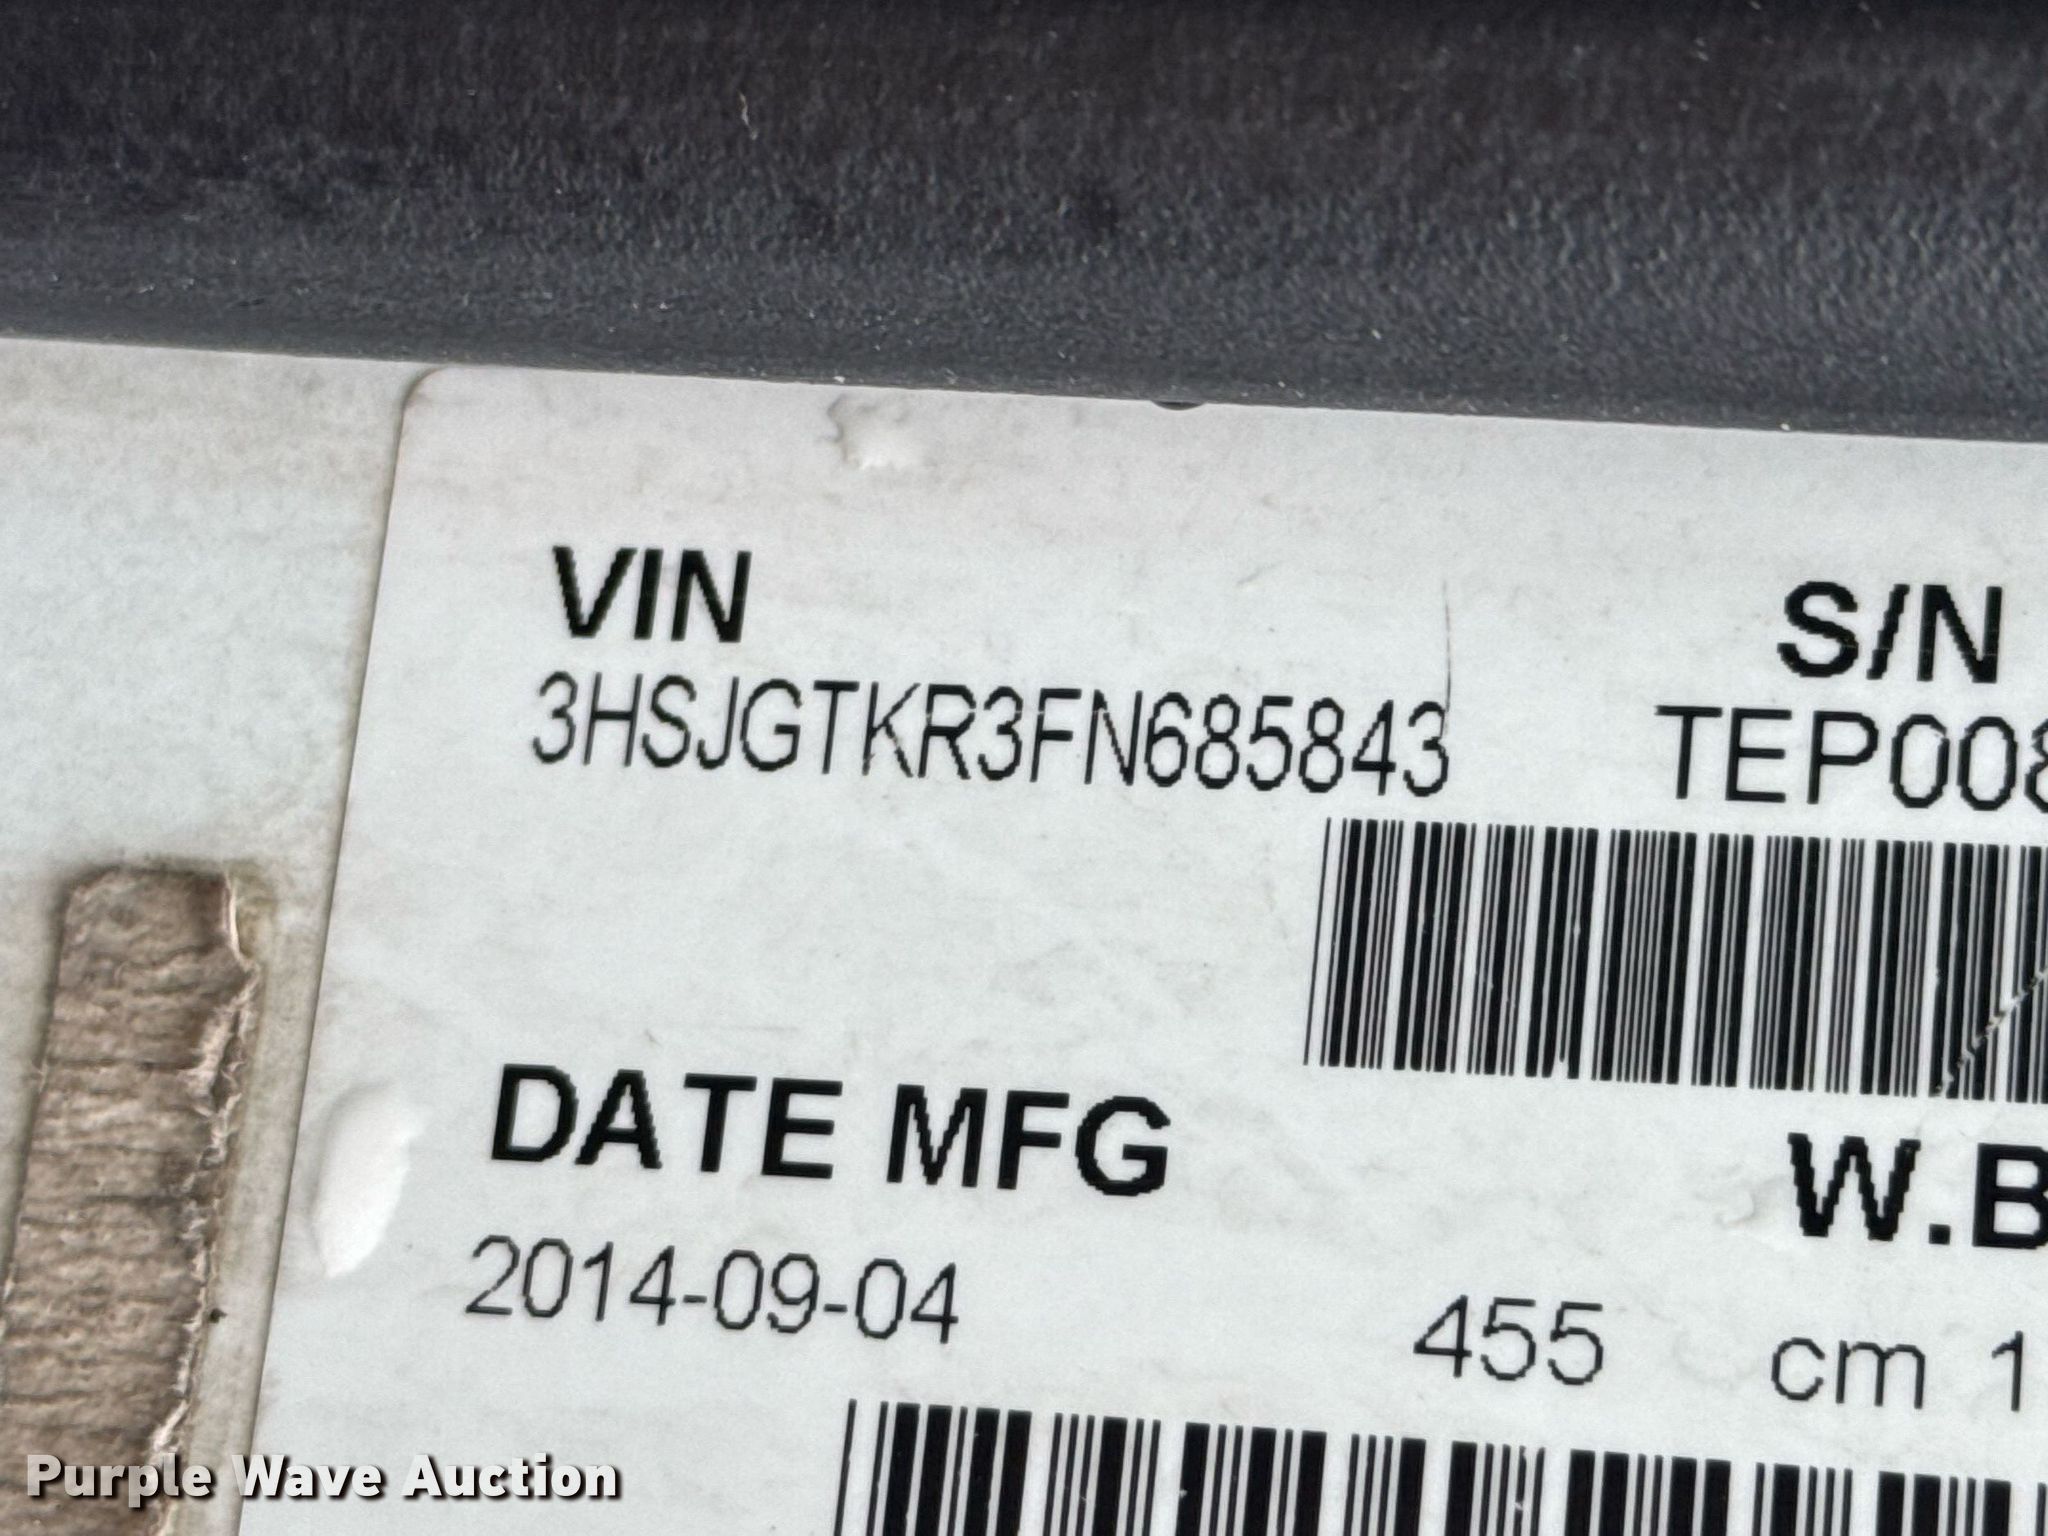 VIN
3HSJGTKR3FN685843
S/N
TEP008
DATE MFG
2014-09-04
W.B
455 cm 1
Purple Wave Auction